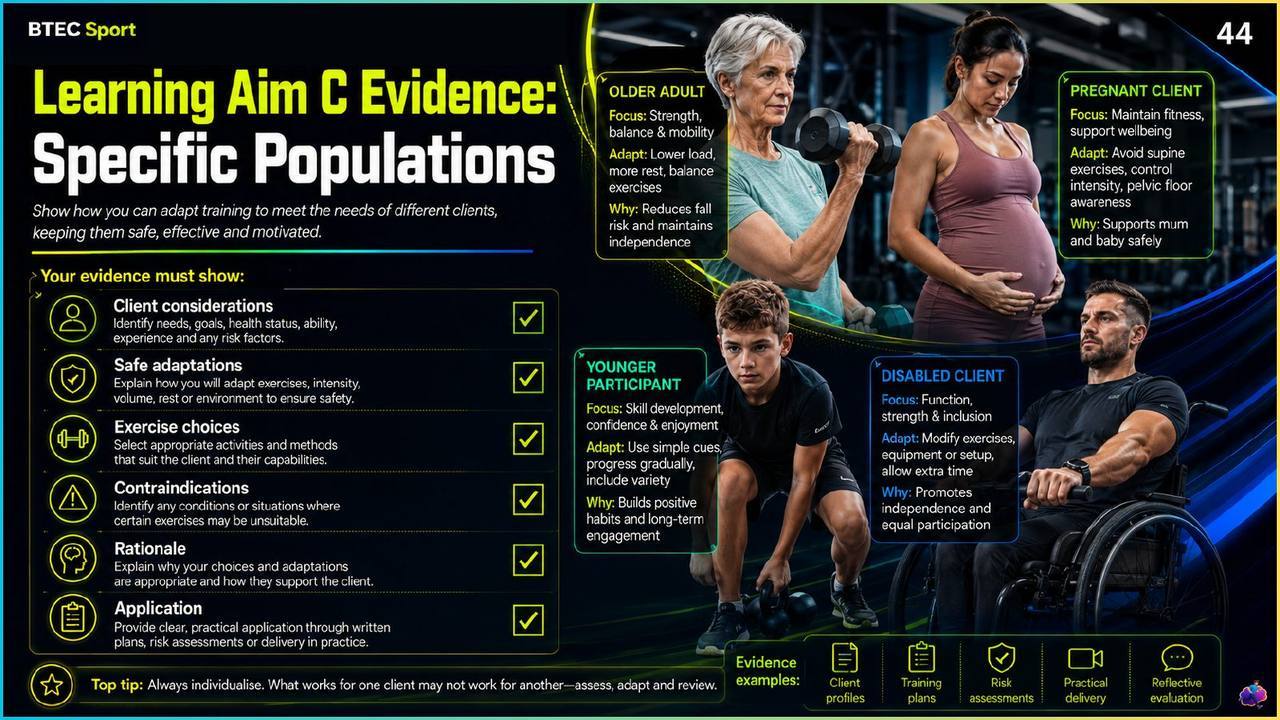 BTEC Sport
44
Learning Aim C Evidence:
Specific Populations
Show how you can adapt training to meet the needs of different clients,
keeping them safe, effective and motivated.
Your evidence must show:
Client considerations
Identify needs, goals, health status, ability,
experience and any risk factors.
Safe adaptations
Explain how you will adapt exercises, intensity,
volume, rest or environment to ensure safety.
Exercise choices
Select appropriate activities and methods
that suit the client and their capabilities.
Contraindications
Identify any conditions or situations where
certain exercises may be unsuitable.
Rationale
Explain why your choices and adaptations
are appropriate and how they support the client.
Application
Provide clear, practical application through written
plans, risk assessments or delivery in practice.
Top tip: Always individualise. What works for one client may not work for another—assess, adapt and review.
OLDER ADULT
Focus: Strength,
balance & mobility
Adapt: Lower load,
more rest, balance
exercises
Why: Reduces fall
risk and maintains
independence
PREGNANT CLIENT
Focus: Maintain fitness,
support wellbeing
Adapt: Avoid supine
exercises, control
intensity, pelvic floor
awareness
Why: Supports mum
and baby safely
YOUNGER
PARTICIPANT
Focus: Skill development,
confidence & enjoyment
Adapt: Use simple cues,
progress gradually,
include variety
Why: Builds positive
habits and long-term
engagement
DISABLED CLIENT
Focus: Function,
strength & inclusion
Adapt: Modify exercises,
equipment or setup,
allow extra time
Why: Promotes
independence and
equal participation
Evidence
examples:
Client
profiles
Training
plans
Risk
assessments
Practical
delivery
Reflective
evaluation